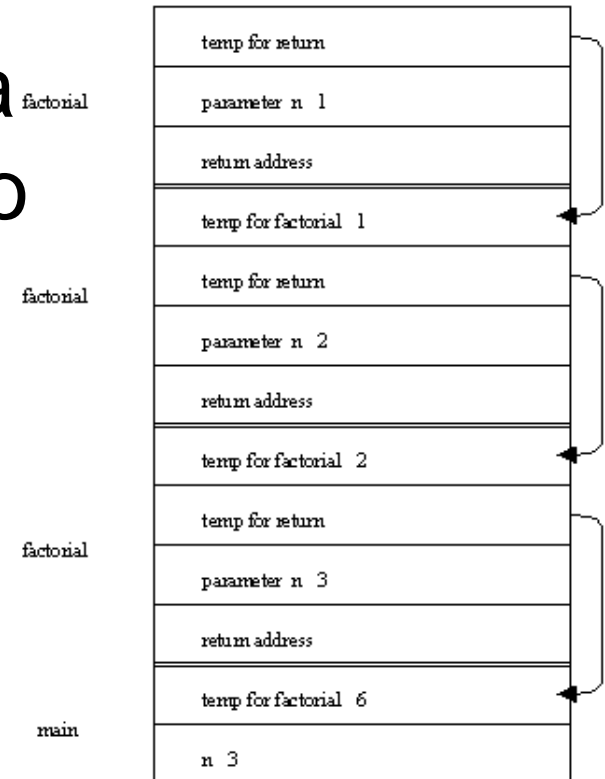 temp for return
a
factorial
parameter n 1
return address
o
temp for factorial 1
factorial
temp for return
parameter n 2
return address
temp for factorial 2
temp for return
factorial
parameter n 3
return address
temp for factorial 6
main
n 3